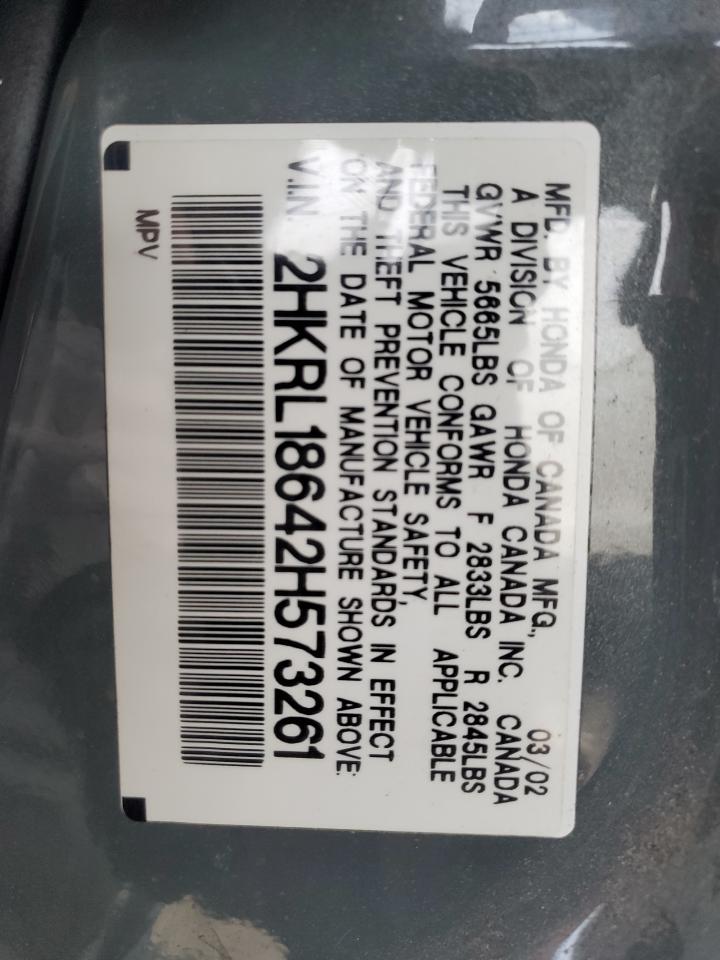 MFD. BY HONDA OF CANADA MFG., 03/02
A DIVISION OF HONDA CANADA INC. CANADA
GVWR 5665LBS GAWR F 2833LBS R 2845LBS
THIS VEHICLE CONFORMS TO ALL APPLICABLE
FEDERAL MOTOR VEHICLE SAFETY,
AND THEFT PREVENTION STANDARDS IN EFFECT
ON THE DATE OF MANUFACTURE SHOWN ABOVE.
V.I.N. 2HKRL18642H573261
MPV